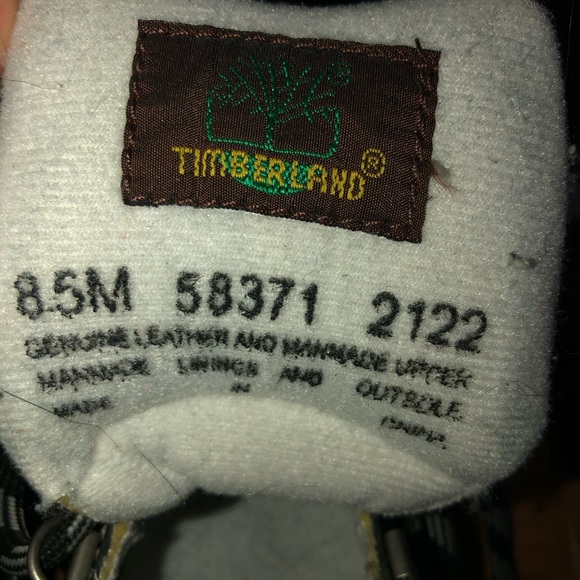 TIMBERLAND®
8.5M 58371 2122
GENUINE LEATHER AND MANMADE UPPER
MANMADE LININGS AND OUTSOLE
MADE IN CHINA